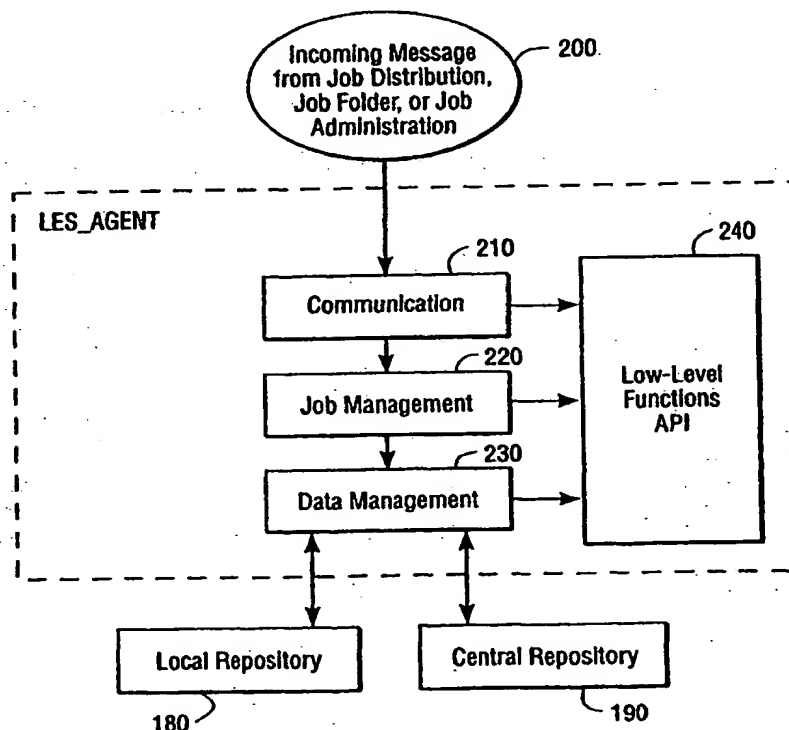 Incoming Message
from Job Distribution,
Job Folder, or Job
Administration
200
LES_AGENT
210
Communication
220
Job Management
230
Data Management
240
Low-Level
Functions
API
Local Repository
180
Central Repository
190